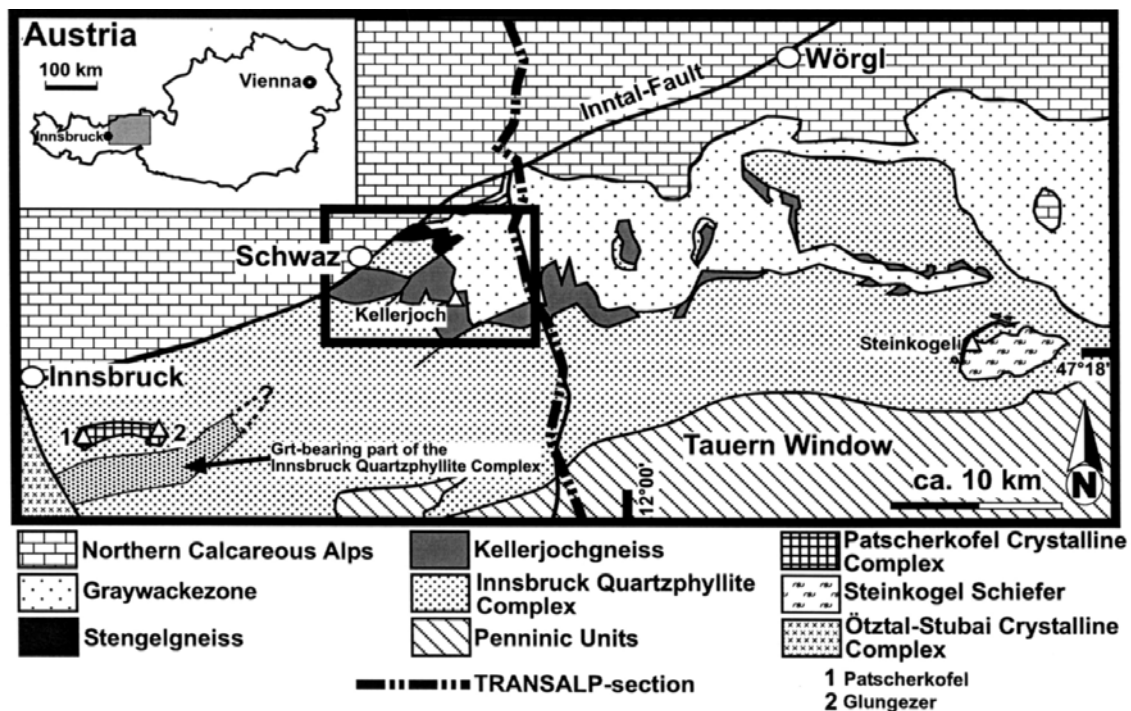 Austria
100 km
Vienna
Innsbruck
Wörgl
Inntal-Fault
Schwaz
Kellerjoch
Steinkogel
47°18'
Innsbruck
?
1
2
Grt-bearing part of the
Innsbruck Quartzphyllite Complex
Tauern Window
ca. 10 km
N
12°00'
Northern Calcareous Alps
Graywackezone
Stengelgneiss
Kellerjochgneiss
Innsbruck Quartzphyllite
Complex
Penninic Units
Patscherkofel Crystalline
Complex
Steinkogel Schiefer
Ötztal-Stubai Crystalline
Complex
TRANSALP-section
1 Patscherkofel
2 Glungezer